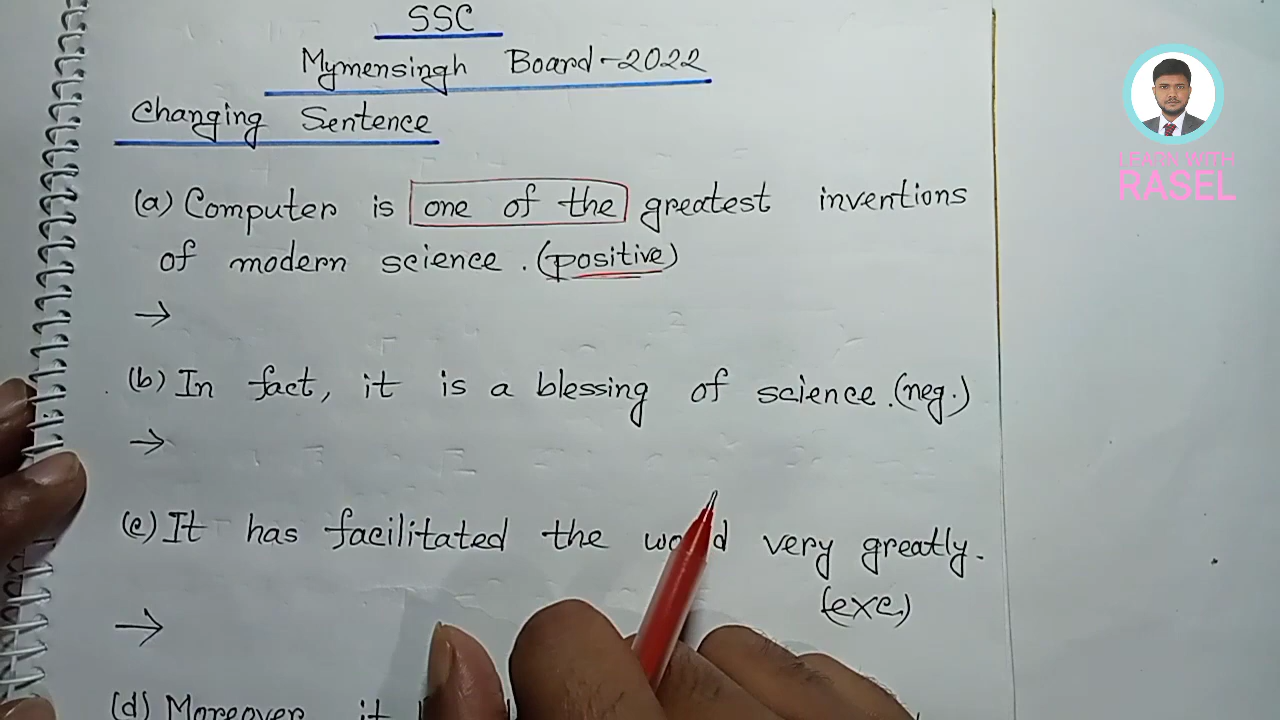 SSC
Mymensingh Board-2022
Changing Sentence
(a) Computer is one of the greatest inventions
of modern science. (positive)
→
(b) In fact, it is a blessing of science. (neg.)
→
(c) It has facilitated the very greatly.
(exc)
→
(d) Moreover, it
LEARN WITH
RASEL